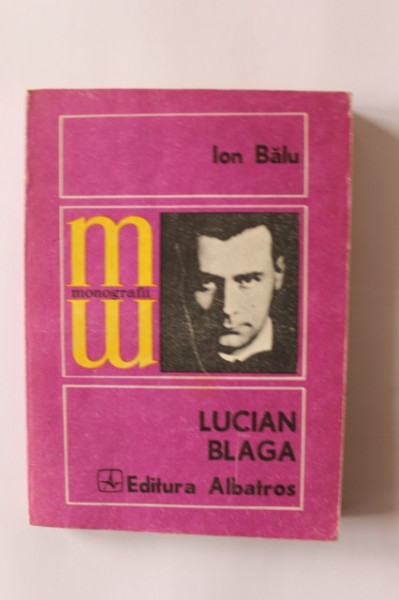 Ion Bălu
m
monografii
m
LUCIAN
BLAGA
Editura Albatros